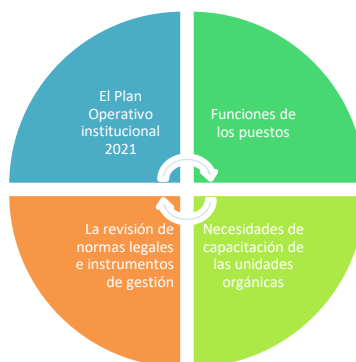 El Plan
Operativo
institucional
2021
Funciones de
los puestos
La revisión de
normas legales
e instrumentos
de gestión
Necesidades de
capacitación de
las unidades
orgánicas